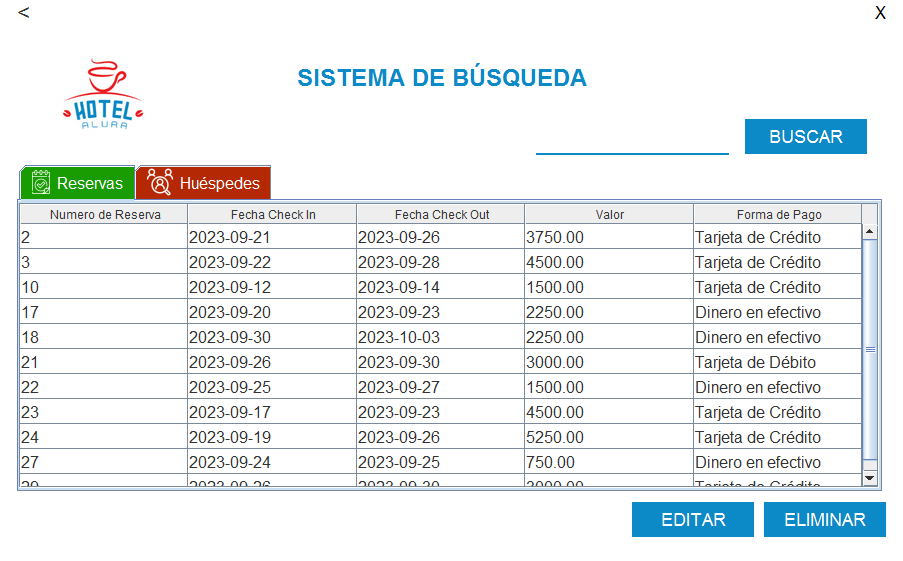 < X
SISTEMA DE BÚSQUEDA
HOTEL
ALURA
BUSCAR
Reservas Huéspedes
Numero de Reserva Fecha Check In Fecha Check Out Valor Forma de Pago
2 2023-09-21 2023-09-26 3750.00 Tarjeta de Crédito
3 2023-09-22 2023-09-28 4500.00 Tarjeta de Crédito
10 2023-09-12 2023-09-14 1500.00 Tarjeta de Crédito
17 2023-09-20 2023-09-23 2250.00 Dinero en efectivo
18 2023-09-30 2023-10-03 2250.00 Dinero en efectivo
21 2023-09-26 2023-09-30 3000.00 Tarjeta de Débito
22 2023-09-25 2023-09-27 1500.00 Dinero en efectivo
23 2023-09-17 2023-09-23 4500.00 Tarjeta de Crédito
24 2023-09-19 2023-09-26 5250.00 Tarjeta de Crédito
27 2023-09-24 2023-09-25 750.00 Dinero en efectivo
Tarjeta de Crédito
EDITAR ELIMINAR